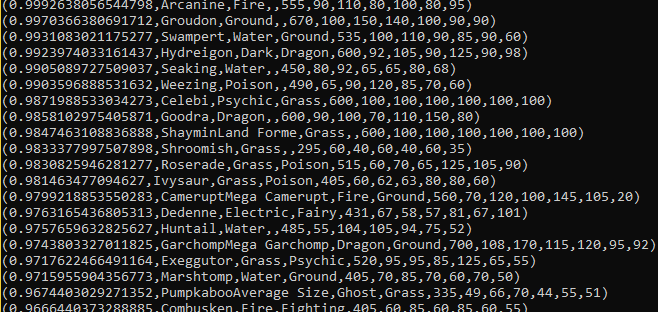 (0.9992638056544798,Arcanine,Fire,,555,90,110,80,100,80,95)
(0.9970366380691712,Groudon,Ground,,670,100,150,140,100,90,90)
(0.9931083021175277,Swampert,Water,Ground,535,100,110,90,85,90,60)
(0.9923974033161437,Hydreigon,Dark,Dragon,600,92,105,90,125,90,98)
(0.9905089727509037,Seaking,Water,,450,80,92,65,65,80,68)
(0.9903596888531632,Weezing,Poison,,490,65,90,120,85,70,60)
(0.9871988533034273,Celebi,Psychic,Grass,600,100,100,100,100,100,100)
(0.9858102975405871,Goodra,Dragon,,600,90,100,70,110,150,80)
(0.9847463108836888,ShayminLand Forme,Grass,,600,100,100,100,100,100,100)
(0.9833377997507898,Shroomish,Grass,,295,60,40,60,40,60,35)
(0.9830825946281277,Roserade,Grass,Poison,515,60,70,65,125,105,90)
(0.981463477094627,Ivysaur,Grass,Poison,405,60,62,63,80,80,60)
(0.9799218853550283,CameruptMega Camerupt,Fire,Ground,560,70,120,100,145,105,20)
(0.9763165436805313,Dedenne,Electric,Fairy,431,67,58,57,81,67,101)
(0.9757659632825627,Huntail,Water,,485,55,104,105,94,75,52)
(0.9743803327011825,GarchompMega Garchomp,Dragon,Ground,700,108,170,115,120,95,92)
(0.9717622466491164,Exeggutor,Grass,Psychic,520,95,95,85,125,65,55)
(0.9715955904356773,Marshtomp,Water,Ground,405,70,85,70,60,70,50)
(0.9674403029271352,PumpkabooAverage Size,Ghost,Grass,335,49,66,70,44,55,51)
(0.9666440373288885,Combusken,Fire,Fighting,405,60,85,60,85,60,55)